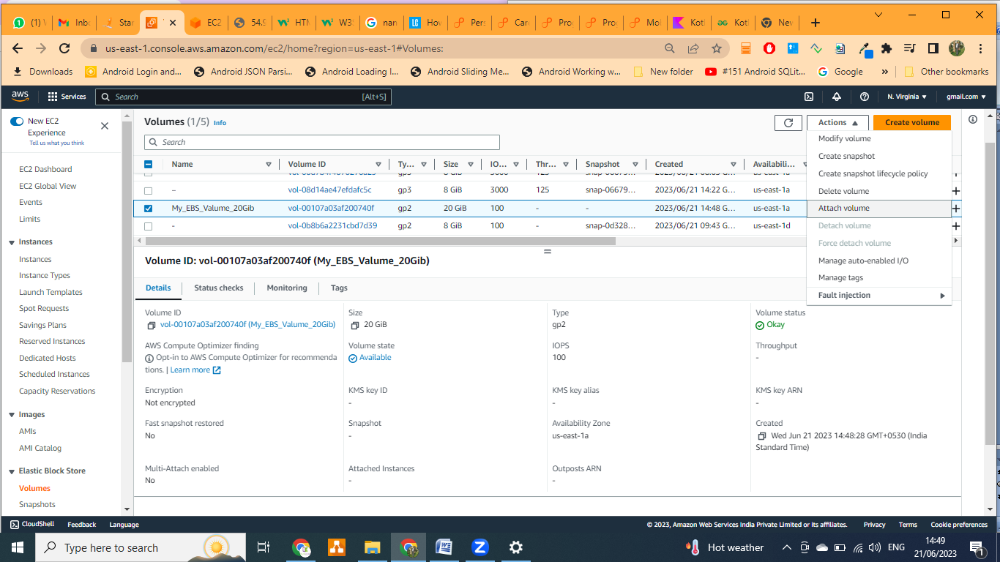 (1) Inb Star EC2 54.9 HTM W3S nan How Pers Care Pro Prog Mol Kotl Kotl Nev
us-east-1.console.aws.amazon.com/ec2/home?region=us-east-1#Volumes:
Downloads Android Login and... Android JSON Parsi... Android Loading I... Android Sliding Me... Android Working w... New folder #151 Android SQLit... Google » Other bookmarks
aws Services Search [Alt+S] N. Virginia gmail.com
New EC2 Experience
Tell us what you think
EC2 Dashboard
EC2 Global View
Events
Limits
Instances
Instances
Instance Types
Launch Templates
Spot Requests
Savings Plans
Reserved Instances
Dedicated Hosts
Scheduled Instances
Capacity Reservations
Images
AMIs
AMI Catalog
Elastic Block Store
Volumes
Snapshots
Volumes (1/5) Info
Actions Create volume
Search
Name Volume ID Ty... Size IO... Thr... Snapshot Created Availabili...
– vol-08d14ae47efdafc5c gp3 8 GiB 3000 125 snap-06679... 2023/06/21 14:22 G... us-east-1a
My_EBS_Valume_20Gib vol-00107a03af200740f gp2 20 GiB 100 - - 2023/06/21 14:48 G... us-east-1a
- vol-0b8b6a2231cbd7d39 gp2 8 GiB 100 - snap-0d328... 2023/06/21 09:43 G... us-east-1d
Modify volume
Create snapshot
Create snapshot lifecycle policy
Delete volume
Attach volume
Detach volume
Force detach volume
Manage auto-enabled I/O
Manage tags
Fault injection
Volume ID: vol-00107a03af200740f (My_EBS_Valume_20Gib)
Details Status checks Monitoring Tags
Volume ID
vol-00107a03af200740f (My_EBS_Valume_20Gib)
Size
20 GiB
Type
gp2
Volume status
Okay
AWS Compute Optimizer finding
Opt-in to AWS Compute Optimizer for recommenda
tions. | Learn more
Volume state
Available
IOPS
100
Throughput
-
Encryption
Not encrypted
KMS key ID
-
KMS key alias
-
KMS key ARN
-
Fast snapshot restored
No
Snapshot
-
Availability Zone
us-east-1a
Created
Wed Jun 21 2023 14:48:28 GMT+0530 (India
Standard Time)
Multi-Attach enabled
No
Attached Instances
-
Outposts ARN
-
CloudShell Feedback Language © 2023, Amazon Web Services India Private Limited or its affiliates. Privacy Terms Cookie preferences
Type here to search Hot weather ENG 14:49
21/06/2023 1